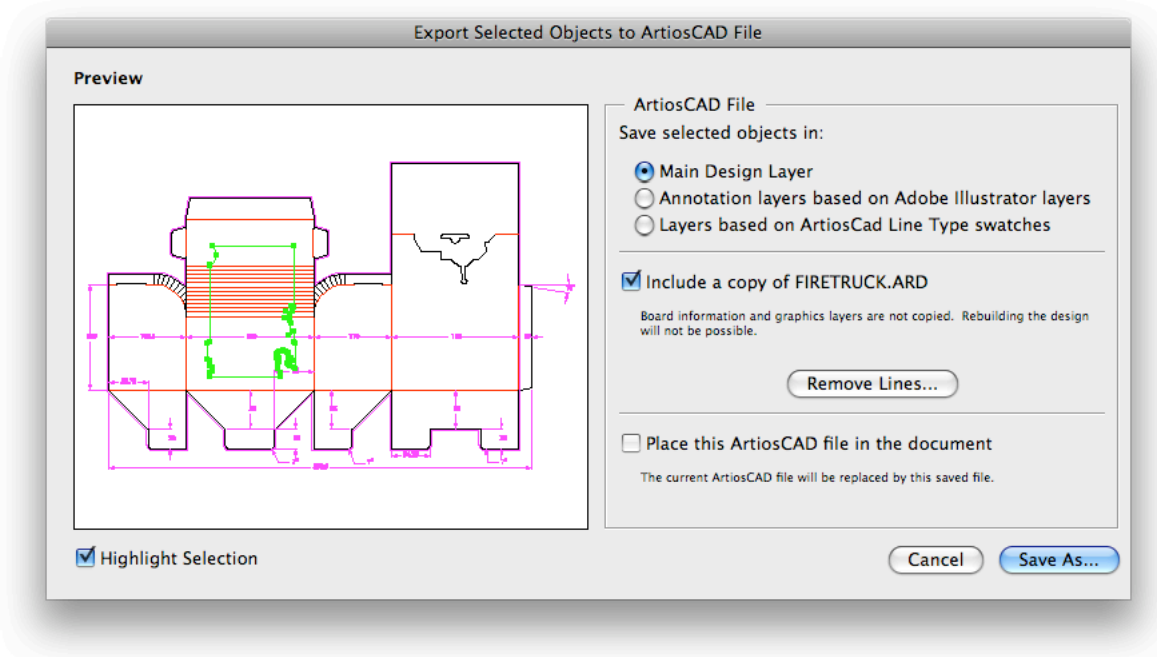 Export Selected Objects to ArtiosCAD File
Preview
ArtiosCAD File
Save selected objects in:
Main Design Layer
Annotation layers based on Adobe Illustrator layers
Layers based on ArtiosCad Line Type swatches
Include a copy of FIRETRUCK.ARD
Board information and graphics layers are not copied. Rebuilding the design
will not be possible.
Remove Lines...
Place this ArtiosCAD file in the document
The current ArtiosCAD file will be replaced by this saved file.
Highlight Selection
Cancel
Save As...